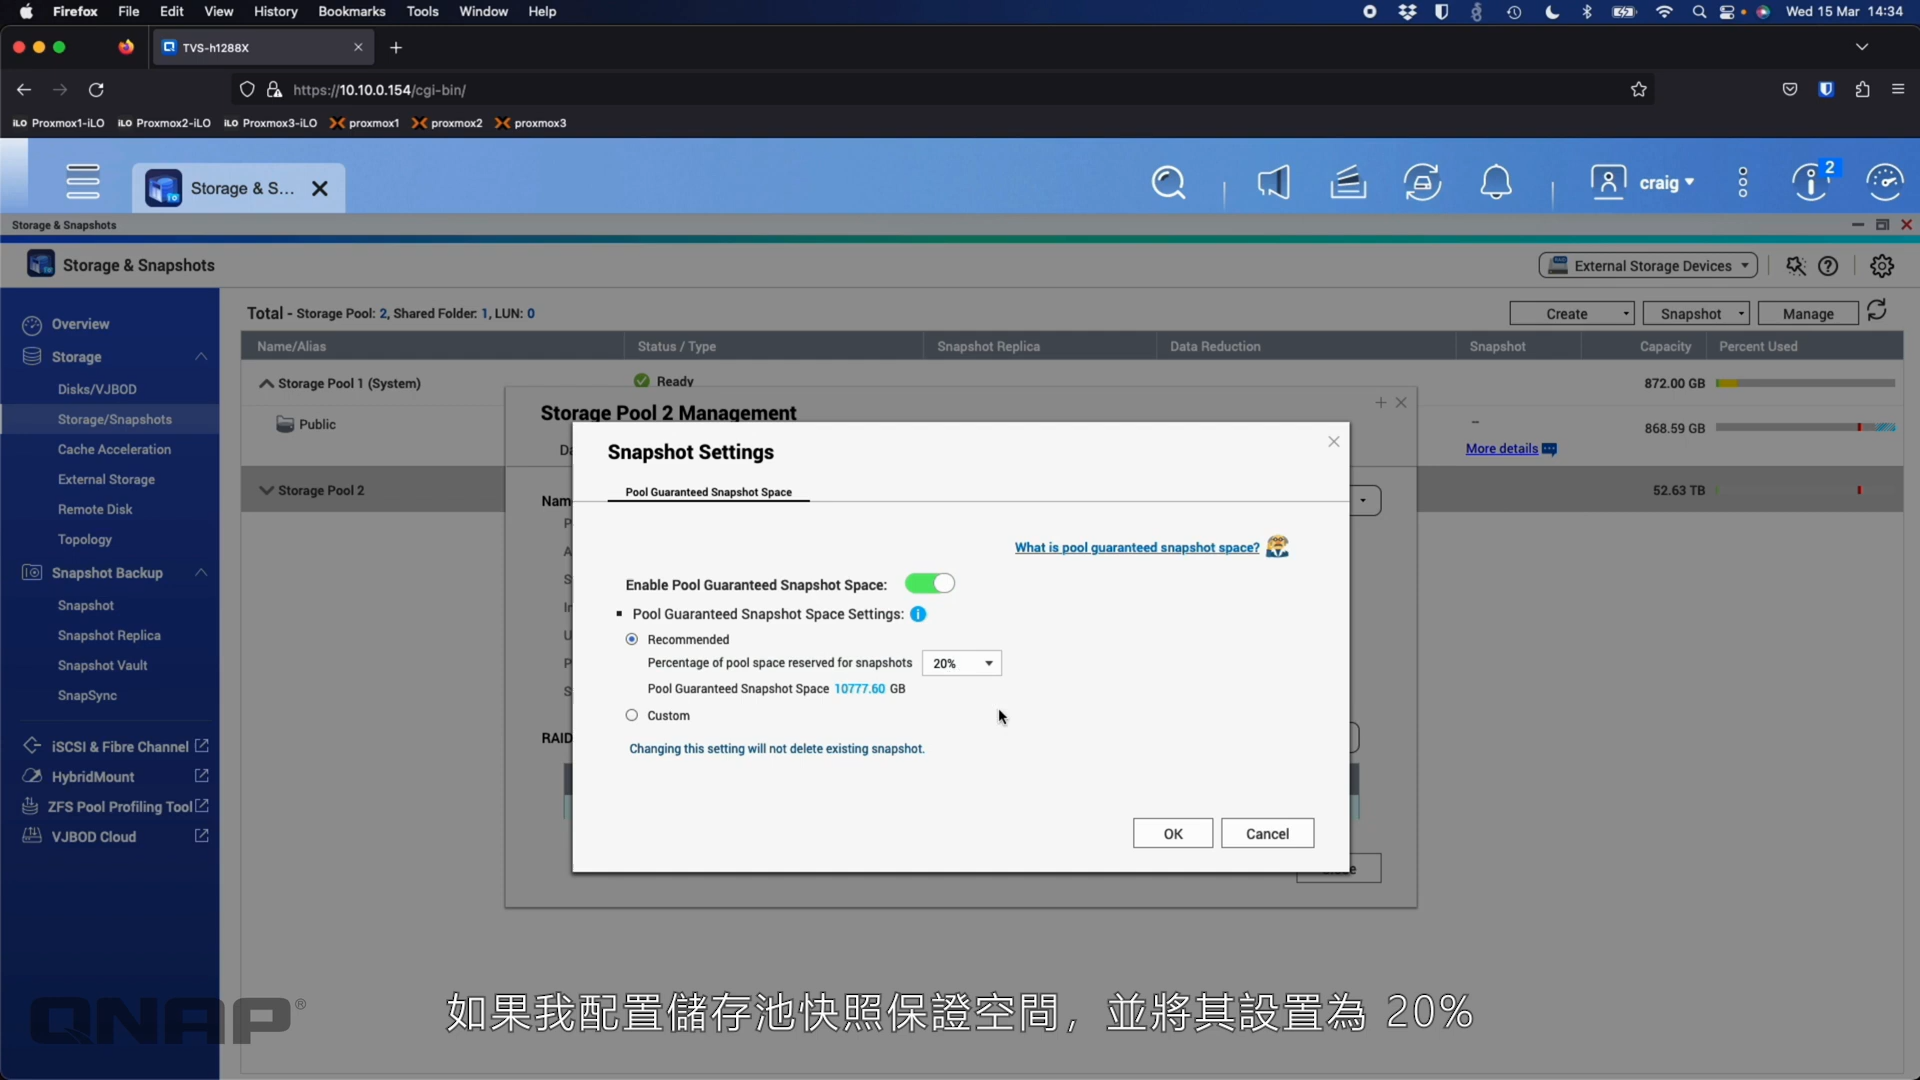 Firefox File Edit View History Bookmarks Tools Window Help Wed 15 Mar 14:34
TVS-h1288X
https://10.10.0.154/cgi-bin/
iLO Proxmox1-iLO iLO Proxmox2-iLO iLO Proxmox3-iLO proxmox1 proxmox2 proxmox3
Storage & S... craig 2
Storage & Snapshots
Storage & Snapshots External Storage Devices
Overview
Storage
Disks/VJBOD
Storage/Snapshots
Cache Acceleration
External Storage
Remote Disk
Topology
Snapshot Backup
Snapshot
Snapshot Replica
Snapshot Vault
SnapSync
iSCSI & Fibre Channel
HybridMount
ZFS Pool Profiling Tool
VJBOD Cloud
Total - Storage Pool: 2, Shared Folder: 1, LUN: 0 Create Snapshot Manage
Name/Alias Status / Type Snapshot Replica Data Reduction Snapshot Capacity Percent Used
Storage Pool 1 (System) Ready 872.00 GB
Public -- 868.59 GB
More details
Storage Pool 2 52.63 TB
Storage Pool 2 Management
Nam
RAID
Snapshot Settings
Pool Guaranteed Snapshot Space
What is pool guaranteed snapshot space?
Enable Pool Guaranteed Snapshot Space:
Pool Guaranteed Snapshot Space Settings:
Recommended
Percentage of pool space reserved for snapshots 20%
Pool Guaranteed Snapshot Space 10777.60 GB
Custom
Changing this setting will not delete existing snapshot.
OK Cancel
QNAP®
如果我配置儲存池快照保證空間，並將其設置為 20%